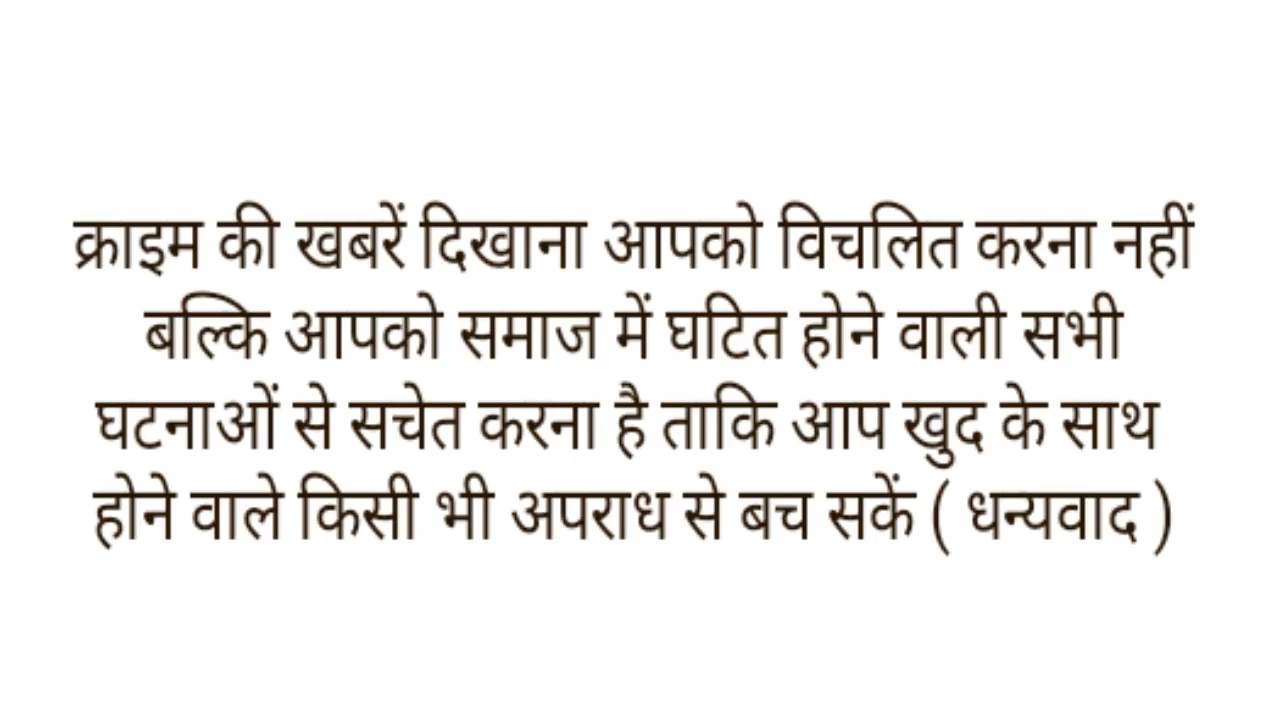 क्राइम की खबरें दिखाना आपको विचलित करना नहीं
बल्कि आपको समाज में घटित होने वाली सभी
घटनाओं से सचेत करना है ताकि आप खुद के साथ
होने वाले किसी भी अपराध से बच सकें ( धन्यवाद )